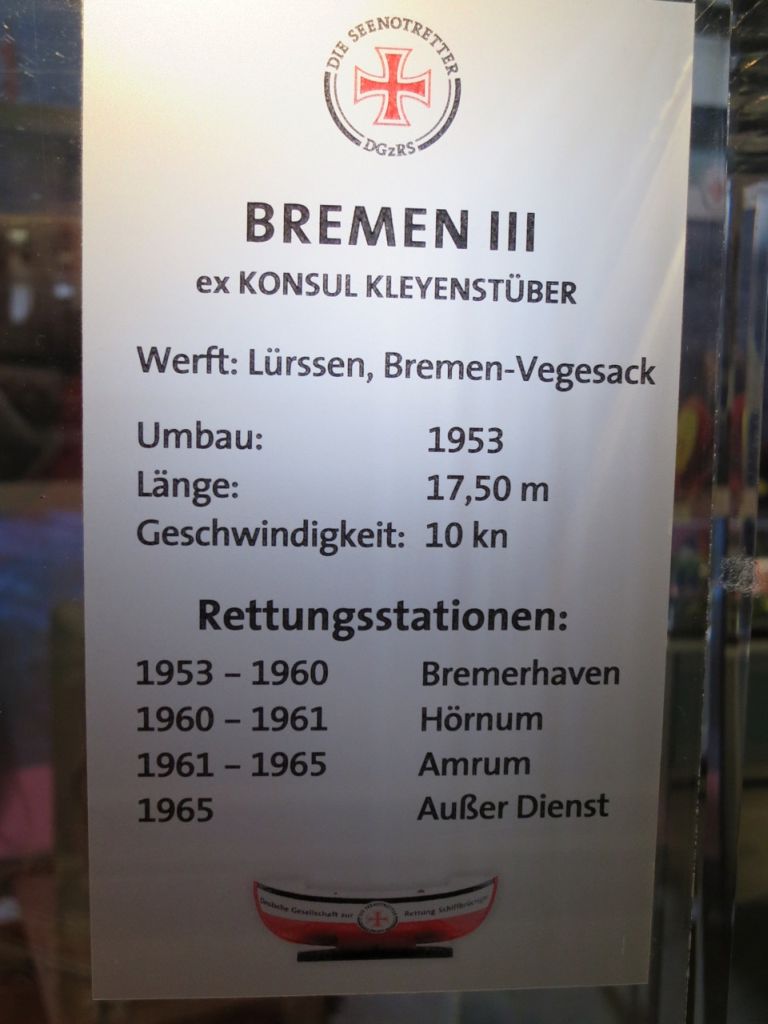 DIE SEENOTRETTER
DGzRS
BREMEN III
ex KONSUL KLEYENSTÜBER
Werft: Lürssen, Bremen-Vegesack
Umbau: 1953
Länge: 17,50 m
Geschwindigkeit: 10 kn
Rettungsstationen:
1953 – 1960 Bremerhaven
1960 – 1961 Hörnum
1961 – 1965 Amrum
1965 Außer Dienst
Deutsche Gesellschaft zur Rettung Schiffbrüchiger